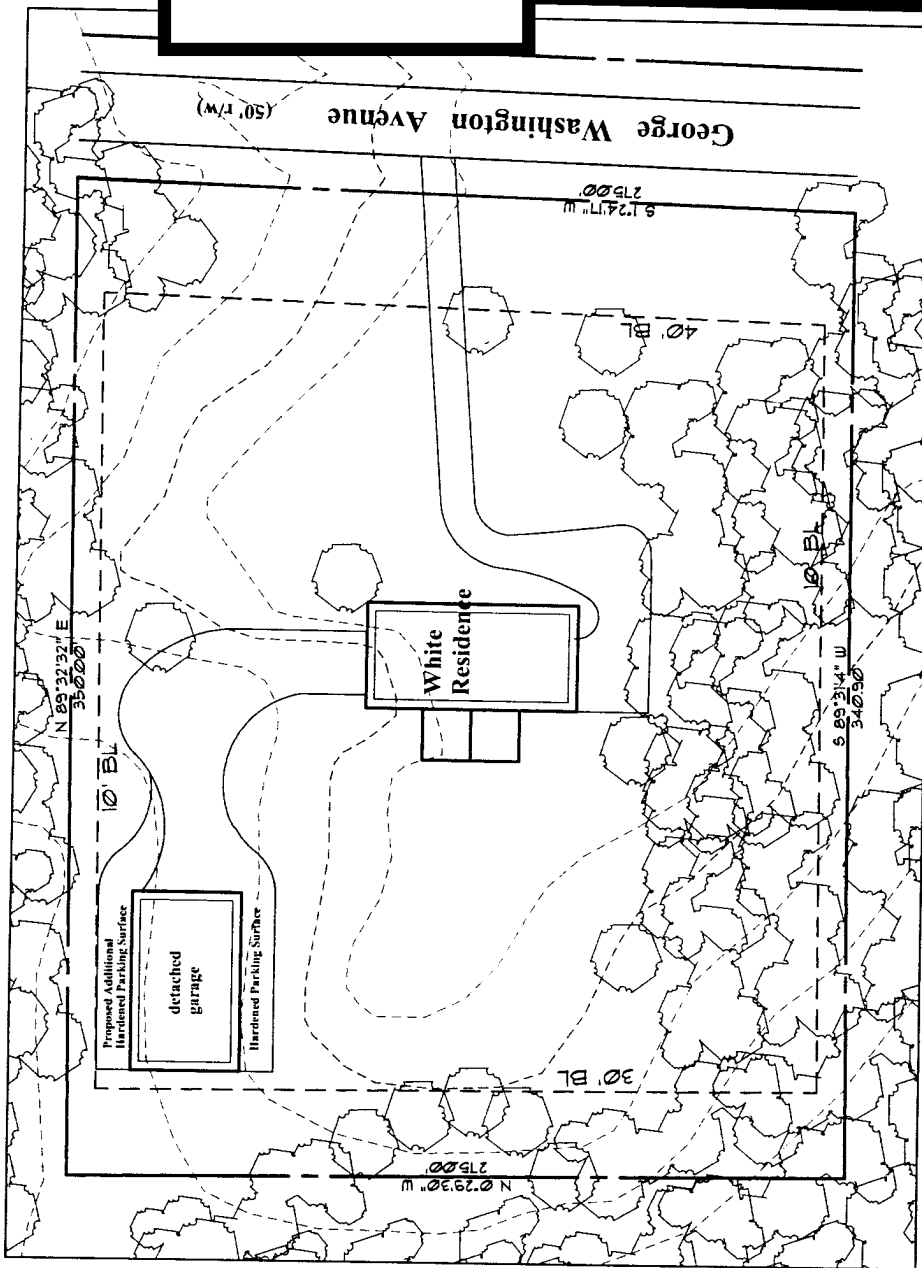 George Washington Avenue (50' r/w)
S 1°24'17" W
275.00'
40' BL
N 89°32'32" E
350.00'
10' BL
White
Residence
10' BL
S 89°31'14" W
340.90'
Proposed Additional
Hardened Parking Surface
detached
garage
Hardened Parking Surface
30' BL
N 0°29'30" W
275.00'